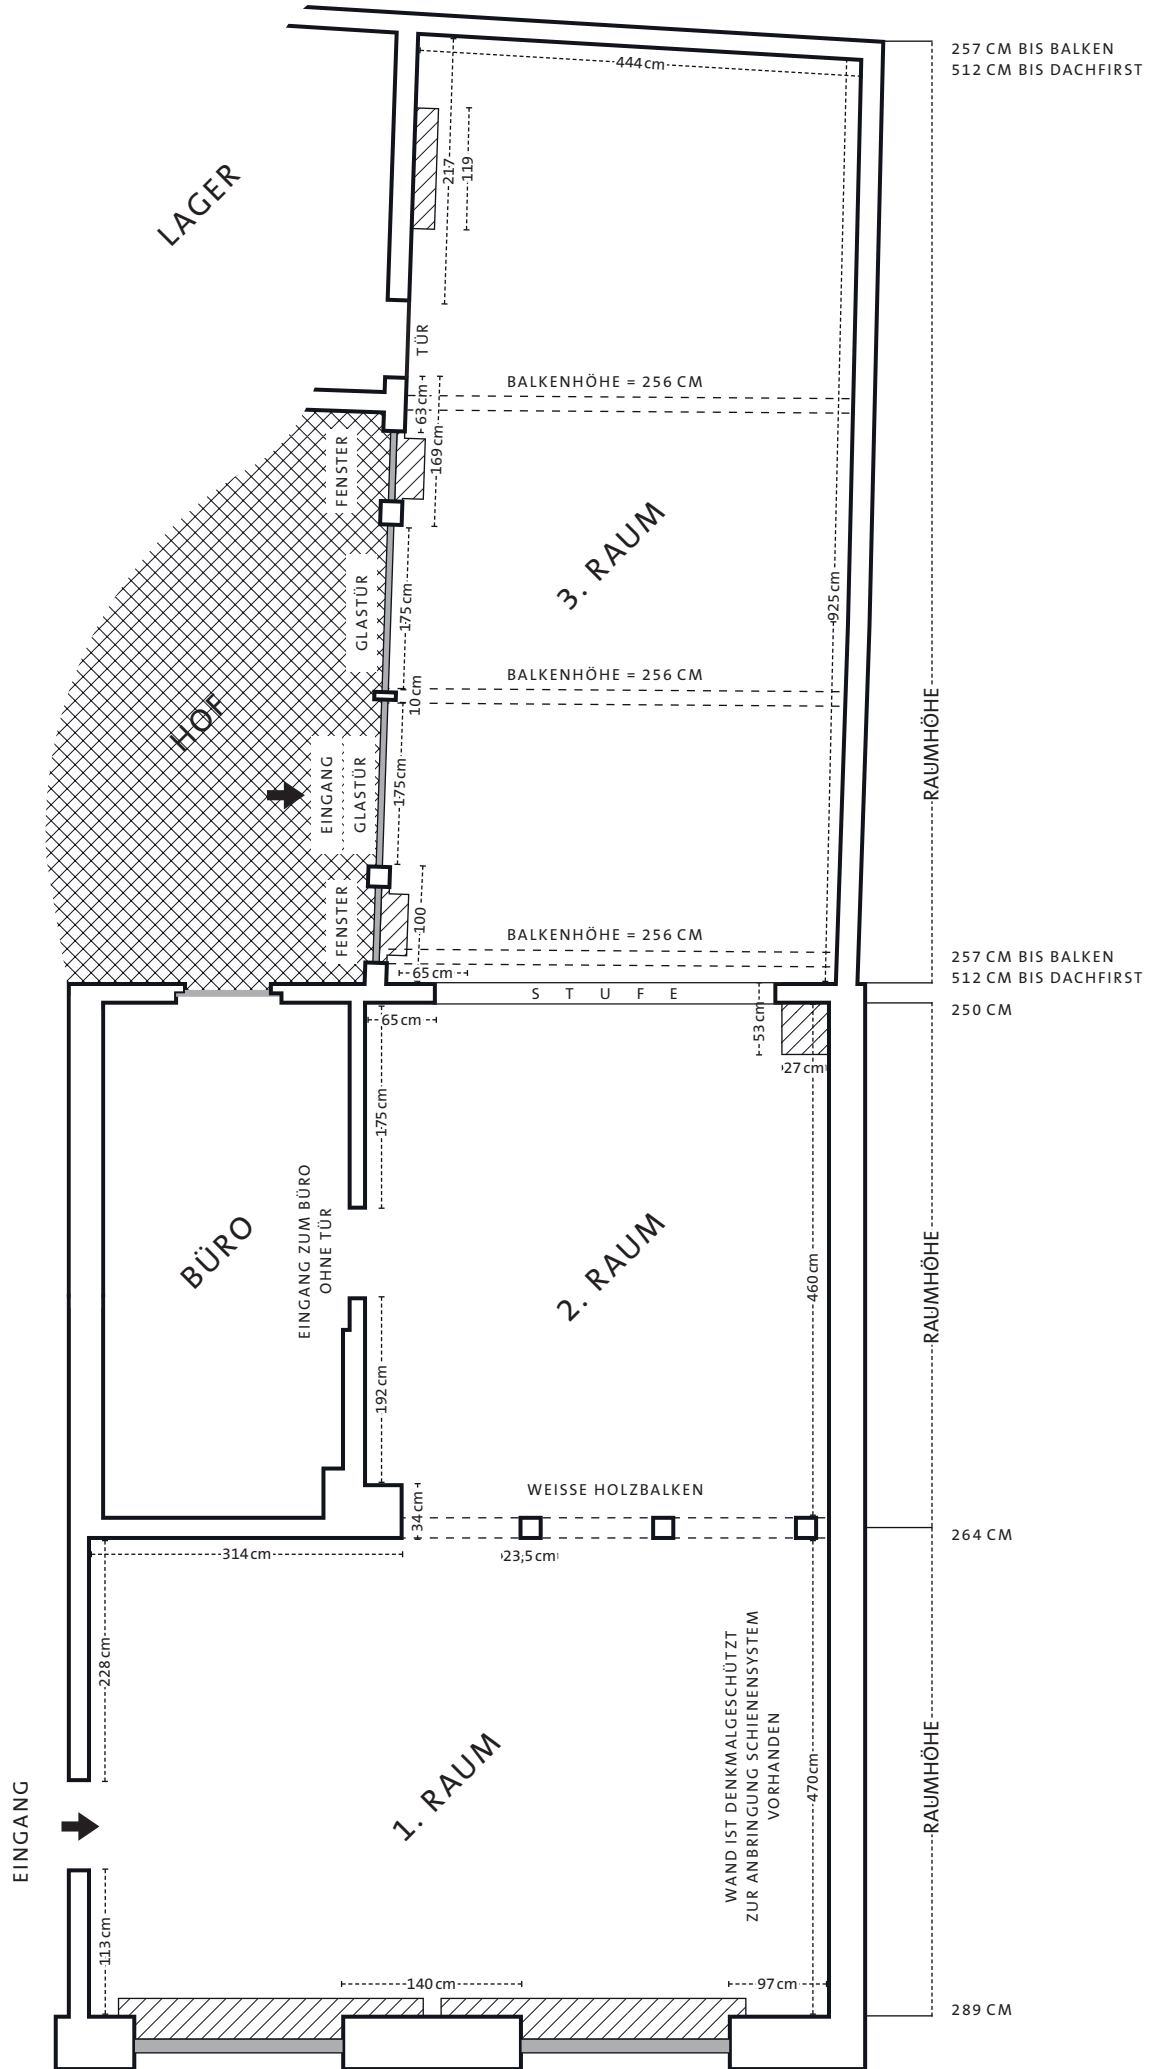 257 CM BIS BALKEN
512 CM BIS DACHFIRST
444 cm
217
119
LAGER
TÜR
BALKENHÖHE = 256 CM
63 cm
169 cm
FENSTER
3. RAUM
175 cm
GLASTÜR
925 cm
BALKENHÖHE = 256 CM
10 cm
HOF
RAUMHÖHE
EINGANG
GLASTÜR
175 cm
FENSTER
100
BALKENHÖHE = 256 CM
257 CM BIS BALKEN
512 CM BIS DACHFIRST
65 cm
STUFE
250 CM
65 cm
53 cm
27 cm
175 cm
EINGANG ZUM BÜRO
OHNE TÜR
BÜRO
2. RAUM
460 cm
RAUMHÖHE
192 cm
WEISSE HOLZBALKEN
34 cm
264 CM
314 cm
23,5 cm
228 cm
WAND IST DENKMALGESCHÜTZT
ZUR ANBRINGUNG SCHIENENSYSTEM
VORHANDEN
1. RAUM
470 cm
RAUMHÖHE
EINGANG
113 cm
140 cm
97 cm
289 CM